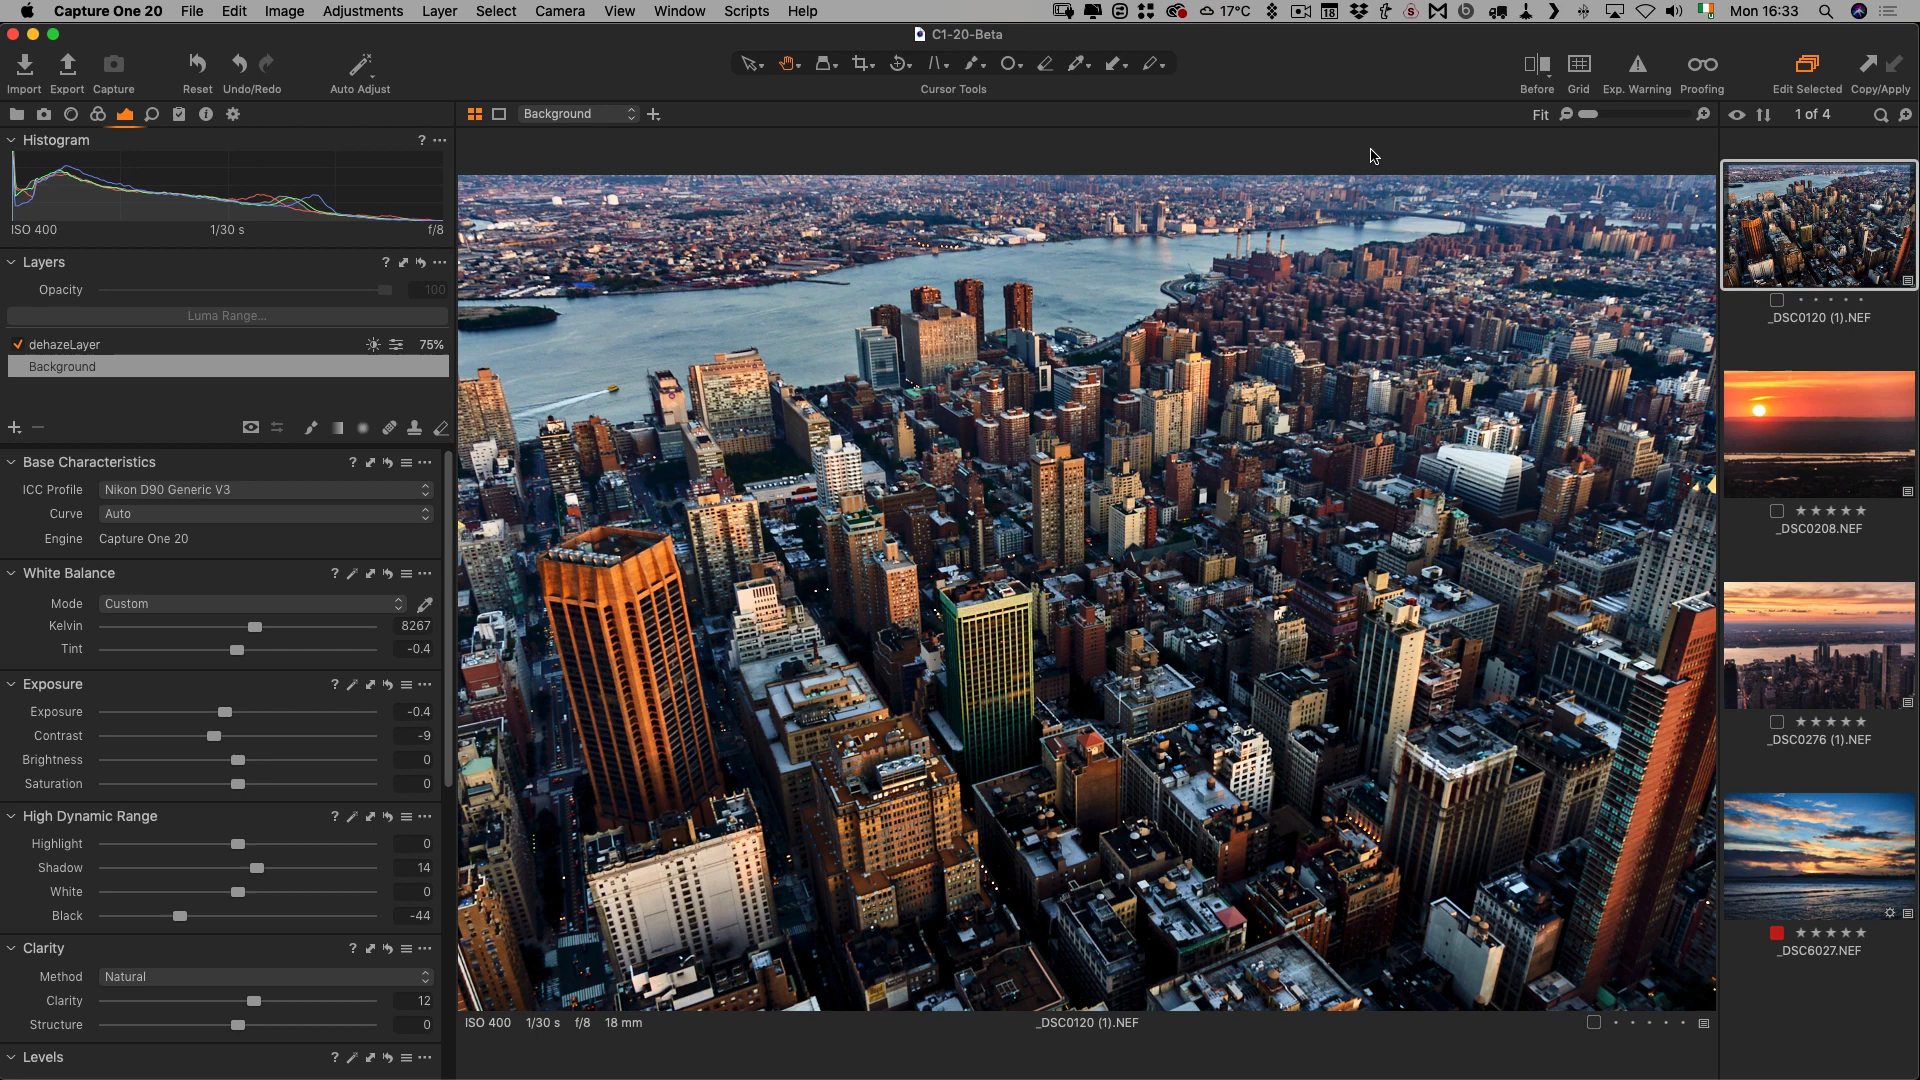 Capture One 20 File Edit Image Adjustments Layer Select Camera View Window Scripts Help 17°C 18 Mon 16:33
C1-20-Beta
Import Export Capture Reset Undo/Redo Auto Adjust Cursor Tools Before Grid Exp. Warning Proofing Edit Selected Copy/Apply
Background Fit 1 of 4
Histogram ?
ISO 400 1/30 s f/8
Layers ?
Opacity 100
Luma Range...
dehazeLayer 75%
Background
Base Characteristics ?
ICC Profile Nikon D90 Generic V3
Curve Auto
Engine Capture One 20
White Balance ?
Mode Custom
Kelvin 8267
Tint -0.4
Exposure ?
Exposure -0.4
Contrast -9
Brightness 0
Saturation 0
High Dynamic Range ?
Highlight 0
Shadow 14
White 0
Black -44
Clarity ?
Method Natural
Clarity 12
Structure 0
Levels ?
ISO 400 1/30 s f/8 18 mm _DSC0120 (1).NEF
_DSC0120 (1).NEF
_DSC0208.NEF
_DSC0276 (1).NEF
_DSC6027.NEF